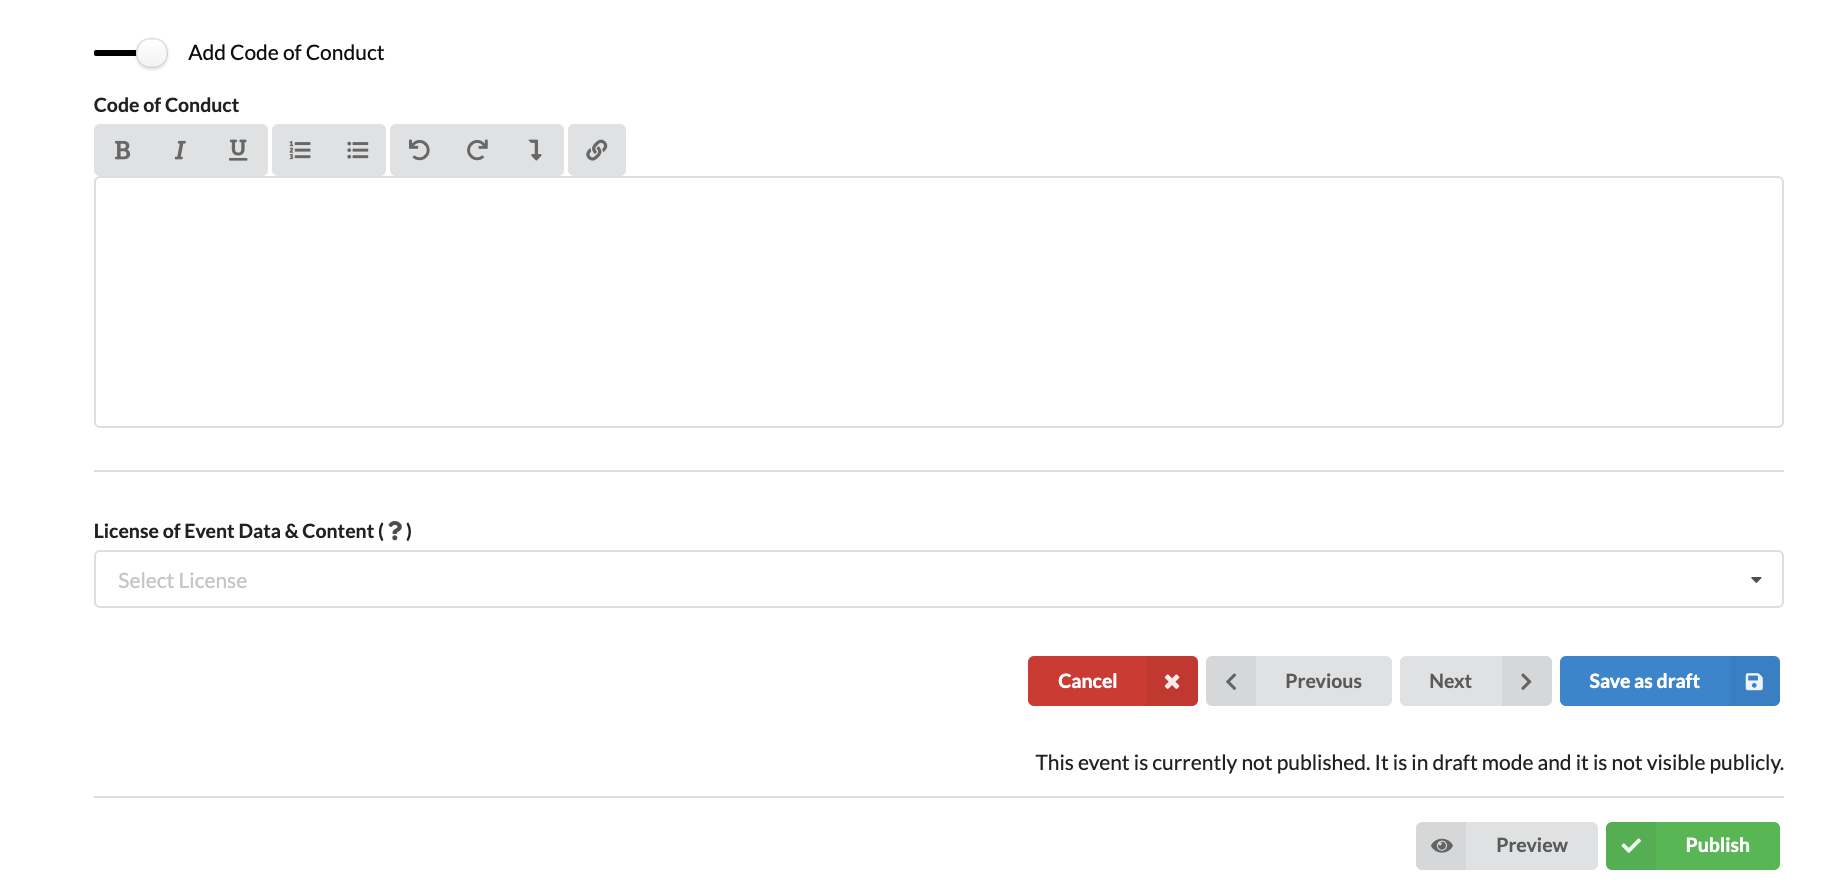 Add Code of Conduct
Code of Conduct
B I U
License of Event Data & Content ( ? )
Select License
Cancel Previous Next Save as draft
This event is currently not published. It is in draft mode and it is not visible publicly.
Preview Publish